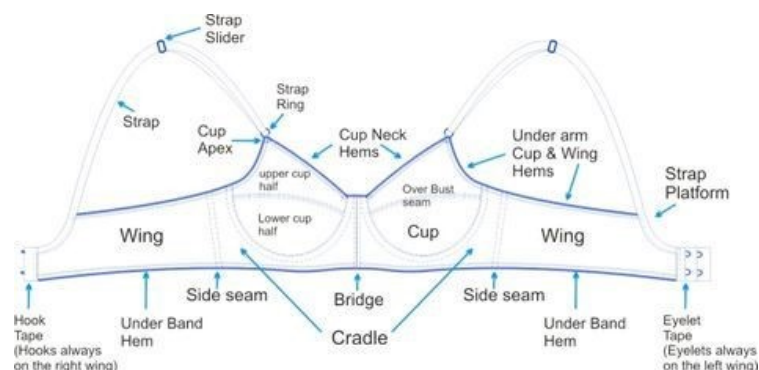 Strap
Slider
Strap
Ring
Strap
Cup
Apex
Cup Neck
Hems
Under arm
Cup & Wing
Hems
Strap
Platform
upper cup
half
Over Bust
seam
Lower cup
half
Wing
Cup
Wing
Side seam
Bridge
Side seam
Hook
Tape
(Hooks always
on the right wing)
Under Band
Hem
Cradle
Under Band
Hem
Eyelet
Tape
(Eyelets always
on the left wing)